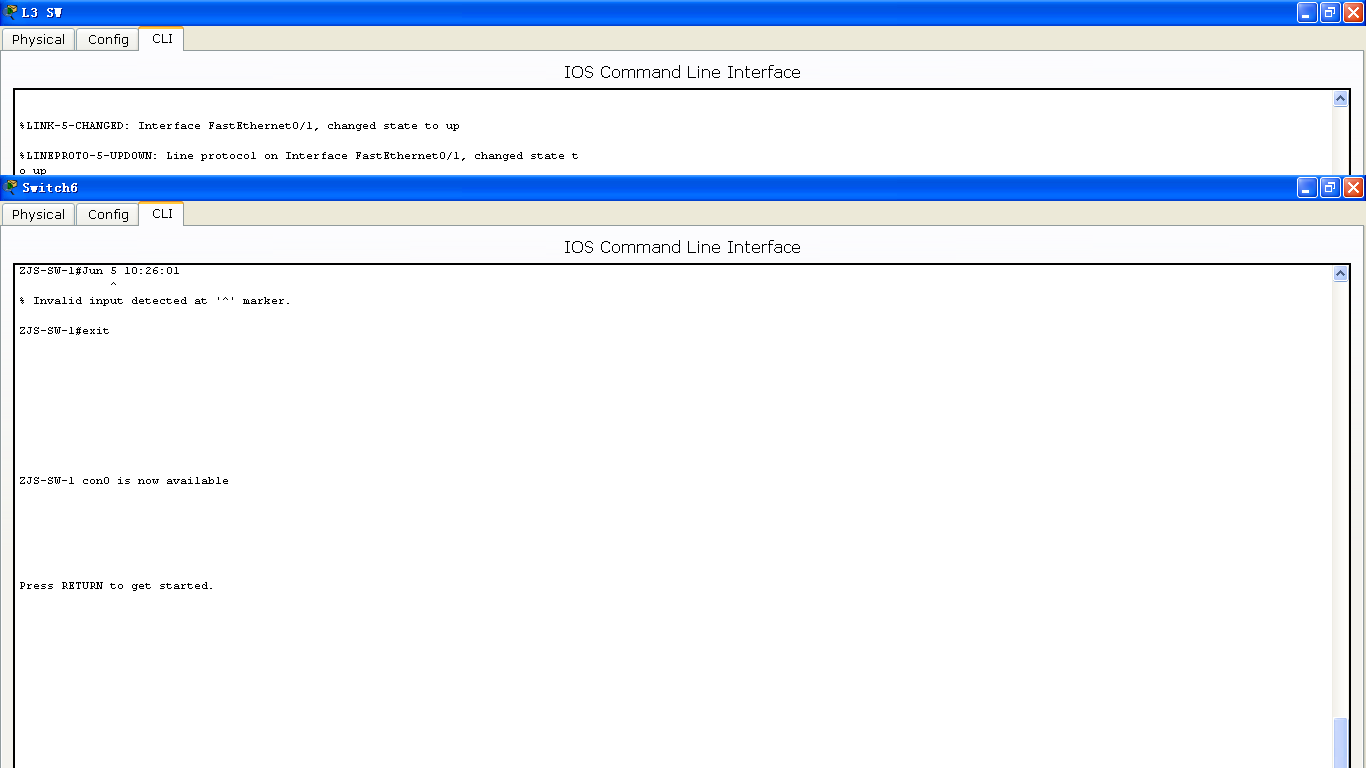 L3 SW
Physical Config CLI
IOS Command Line Interface
%LINK-5-CHANGED: Interface FastEthernet0/1, changed state to up
%LINEPROTO-5-UPDOWN: Line protocol on Interface FastEthernet0/1, changed state t
o up
Switch6
Physical Config CLI
IOS Command Line Interface
ZJS-SW-1#Jun 5 10:26:01
^
% Invalid input detected at '^' marker.
ZJS-SW-1#exit
ZJS-SW-1 con0 is now available
Press RETURN to get started.